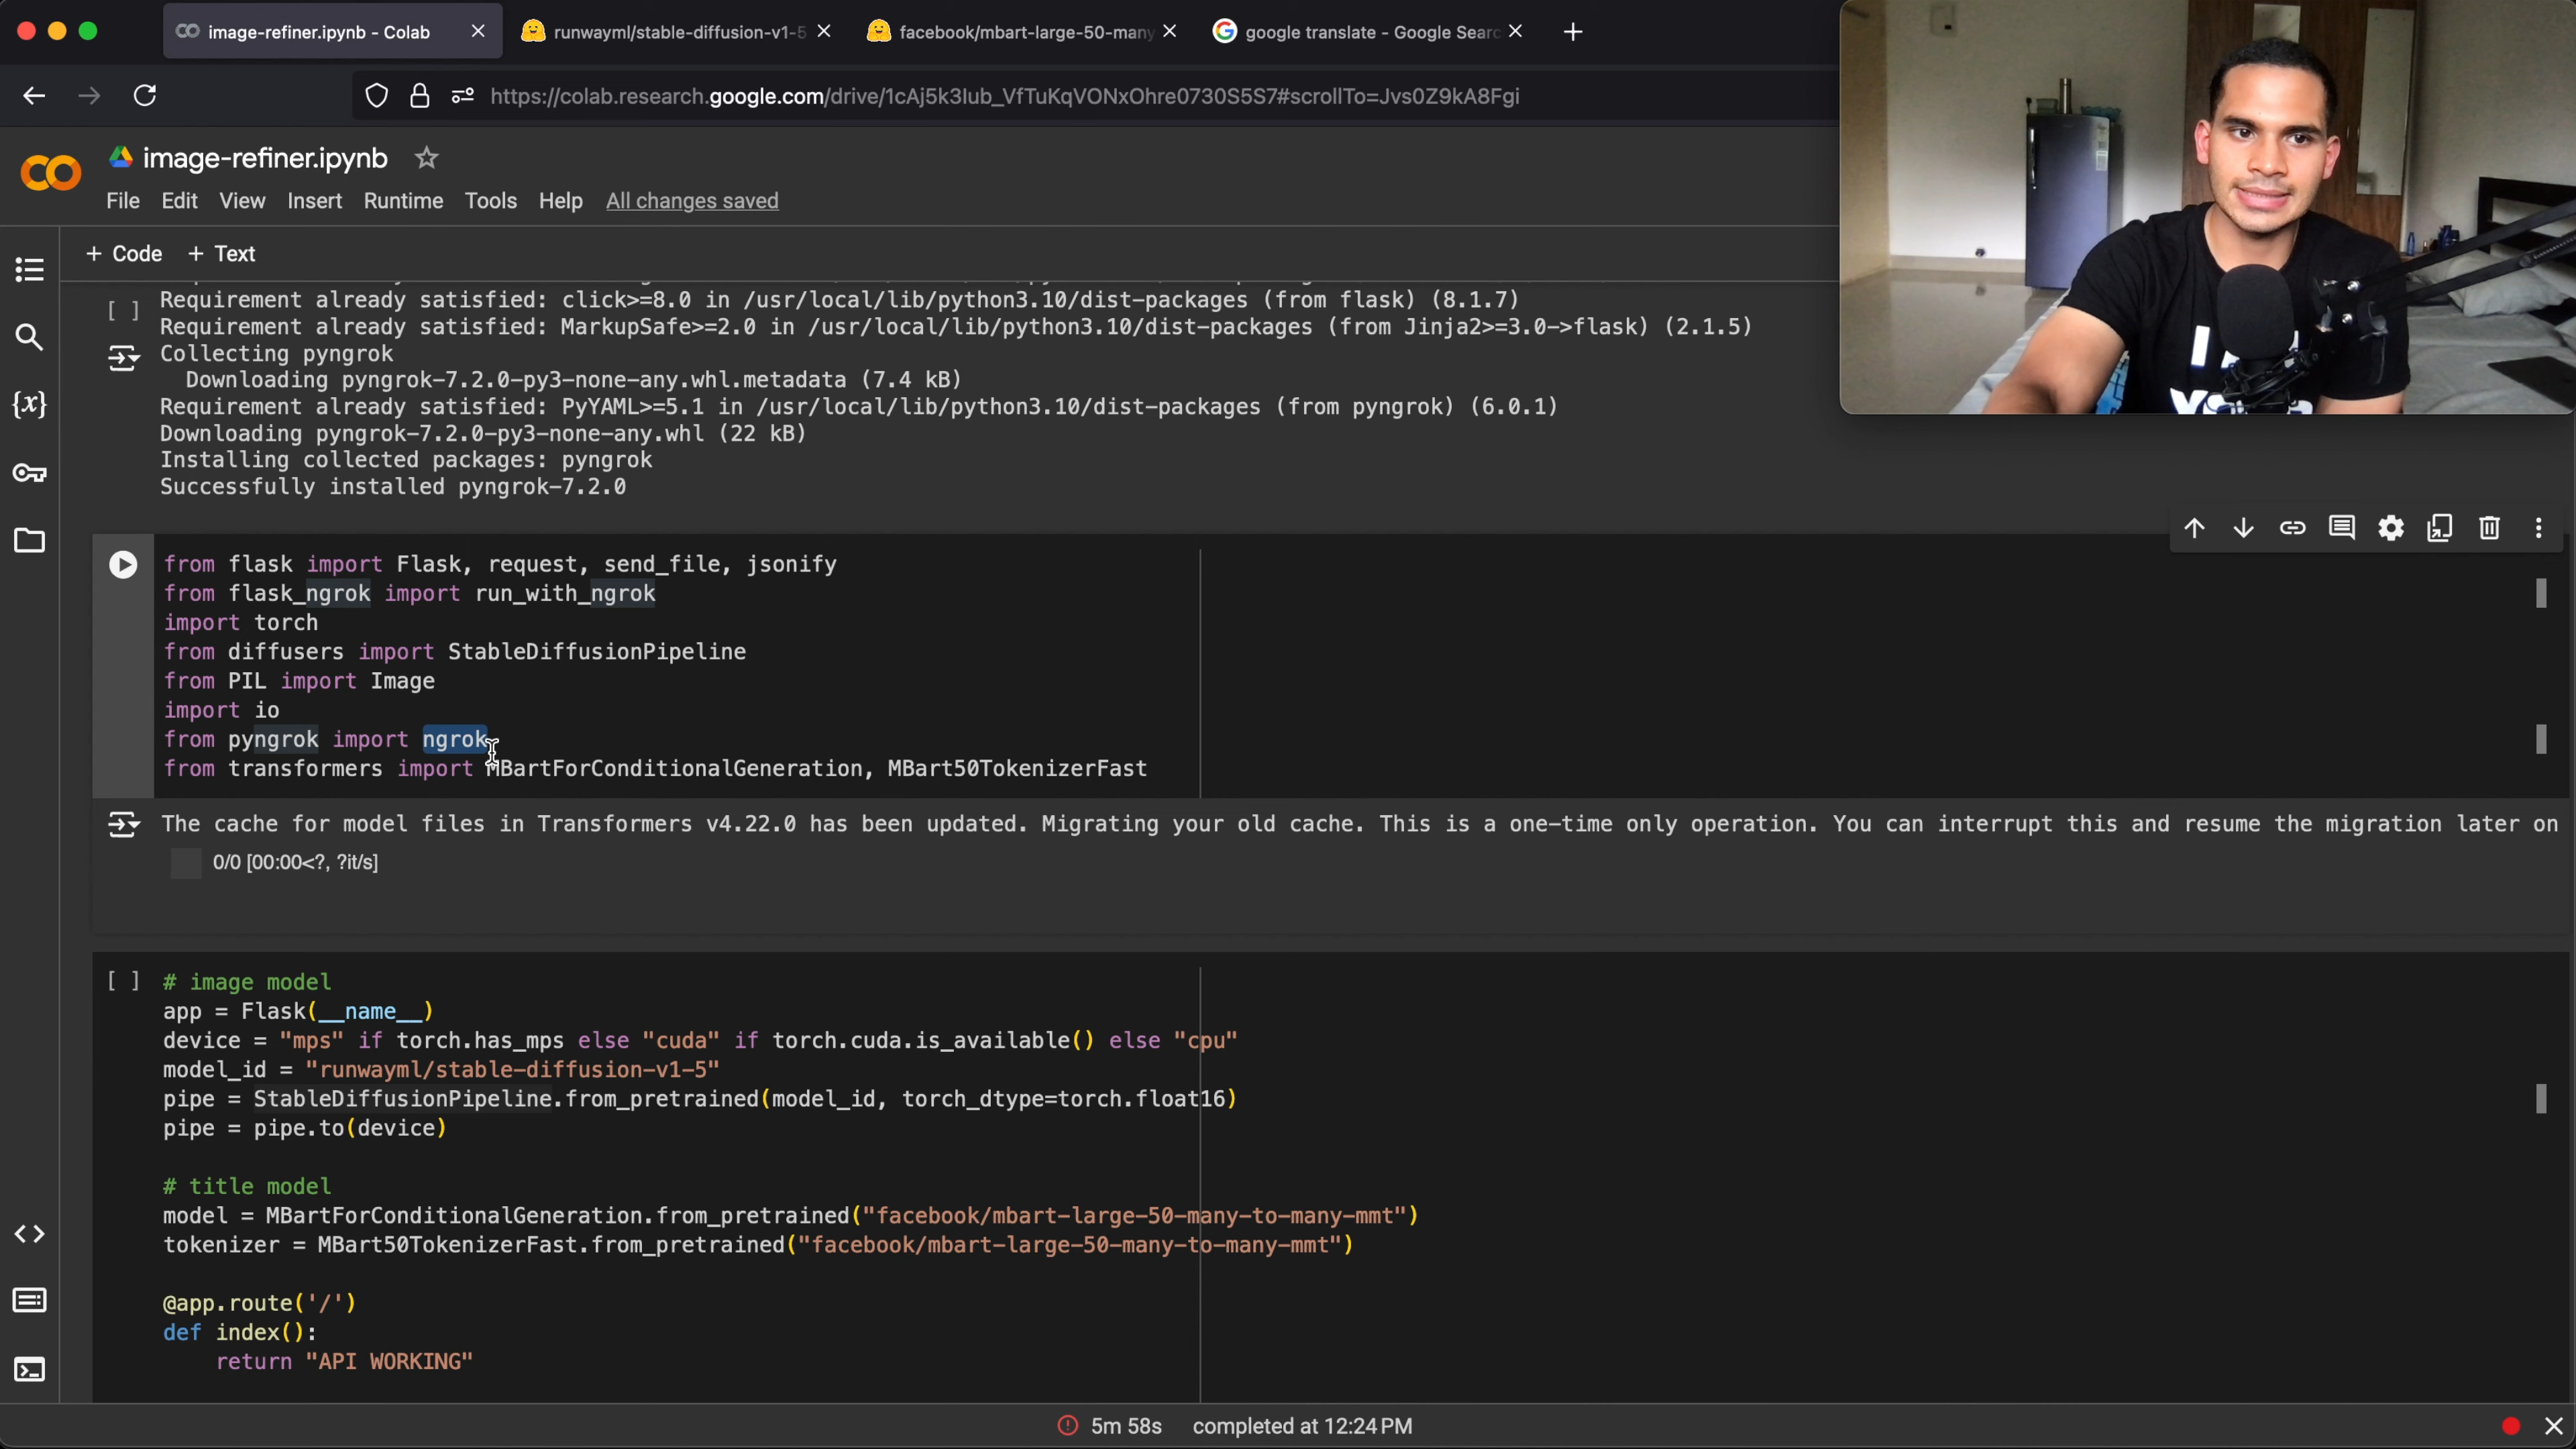 image-refiner.ipynb - Colab
runwayml/stable-diffusion-v1-5
facebook/mbart-large-50-many
google translate - Google Searc
https://colab.research.google.com/drive/1cAj5k3Iub_VfTuKqVONxOhre0730S5S7#scrollTo=Jvs0Z9kA8Fgi
image-refiner.ipynb
File Edit View Insert Runtime Tools Help All changes saved
+ Code + Text
[ ] Requirement already satisfied: click>=8.0 in /usr/local/lib/python3.10/dist-packages (from flask) (8.1.7)
Requirement already satisfied: MarkupSafe>=2.0 in /usr/local/lib/python3.10/dist-packages (from Jinja2>=3.0->flask) (2.1.5)
Collecting pyngrok
Downloading pyngrok-7.2.0-py3-none-any.whl.metadata (7.4 kB)
Requirement already satisfied: PyYAML>=5.1 in /usr/local/lib/python3.10/dist-packages (from pyngrok) (6.0.1)
Downloading pyngrok-7.2.0-py3-none-any.whl (22 kB)
Installing collected packages: pyngrok
Successfully installed pyngrok-7.2.0
from flask import Flask, request, send_file, jsonify
from flask_ngrok import run_with_ngrok
import torch
from diffusers import StableDiffusionPipeline
from PIL import Image
import io
from pyngrok import ngrok
from transformers import MBartForConditionalGeneration, MBart50TokenizerFast
The cache for model files in Transformers v4.22.0 has been updated. Migrating your old cache. This is a one-time only operation. You can interrupt this and resume the migration later on
0/0 [00:00<?, ?it/s]
[ ] # image model
app = Flask(__name__)
device = "mps" if torch.has_mps else "cuda" if torch.cuda.is_available() else "cpu"
model_id = "runwayml/stable-diffusion-v1-5"
pipe = StableDiffusionPipeline.from_pretrained(model_id, torch_dtype=torch.float16)
pipe = pipe.to(device)
# title model
model = MBartForConditionalGeneration.from_pretrained("facebook/mbart-large-50-many-to-many-mmt")
tokenizer = MBart50TokenizerFast.from_pretrained("facebook/mbart-large-50-many-to-many-mmt")
@app.route('/')
def index():
return "API WORKING"
5m 58s completed at 12:24 PM